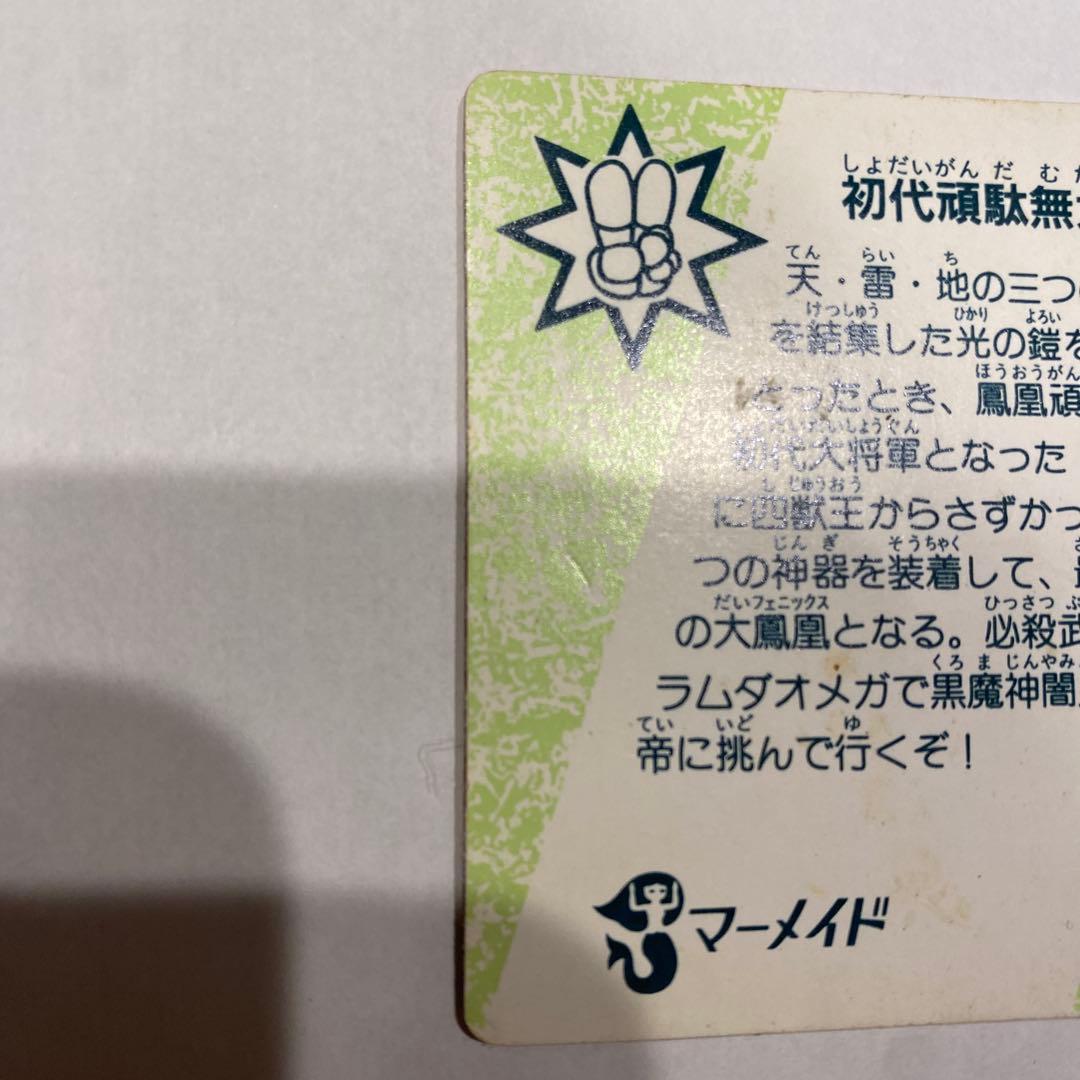 しょだいがんだむ
初代頑駄無
てん らい ち
天・雷・地の三つ
けっしゅう ひかり よろい
を結集した光の鎧を
ほうおうがん
とったとき、鳳凰頑
だいしょうぐん
初代大将軍となった
し じゅうおう
に四獣王からさずかっ
じんぎ そうちゃく
つの神器を装着して、
だいフェニックス ひっさつ ぶ
の大鳳凰となる。必殺武
くろ ま じんやみ
ラムダオメガで黒魔神闇
てい いど ゆ
帝に挑んで行くぞ！
マーメイド